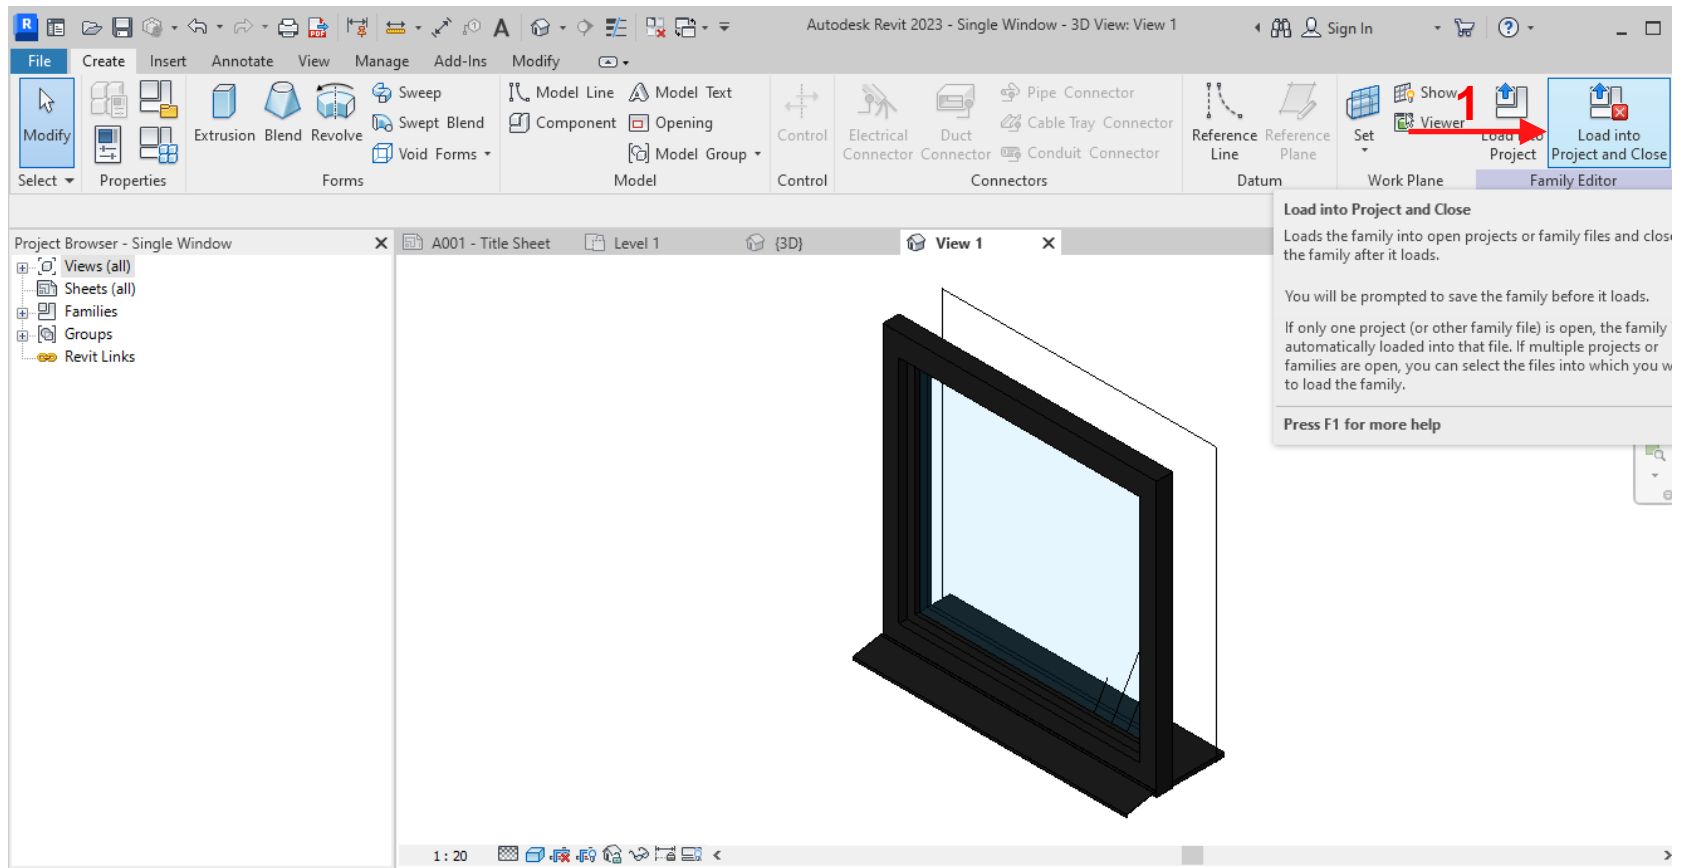 Autodesk Revit 2023 - Single Window - 3D View: View 1
Sign In
File Create Insert Annotate View Manage Add-Ins Modify
Modify
Extrusion Blend Revolve
Sweep
Swept Blend
Void Forms
Model Line
Component
Model Text
Opening
Model Group
Control
Electrical
Connector
Duct
Connector
Pipe Connector
Cable Tray Connector
Conduit Connector
Reference
Line
Reference
Plane
Set
Show
Viewer
1
Project
Load into
Project and Close
Select Properties Forms Model Control Connectors Datum Work Plane Family Editor
Load into Project and Close
Loads the family into open projects or family files and close
the family after it loads.
You will be prompted to save the family before it loads.
If only one project (or other family file) is open, the family
automatically loaded into that file. If multiple projects or
families are open, you can select the files into which you w
to load the family.
Press F1 for more help
Project Browser - Single Window
Views (all)
Sheets (all)
Families
Groups
Revit Links
A001 - Title Sheet
Level 1
{3D}
View 1
1 : 20